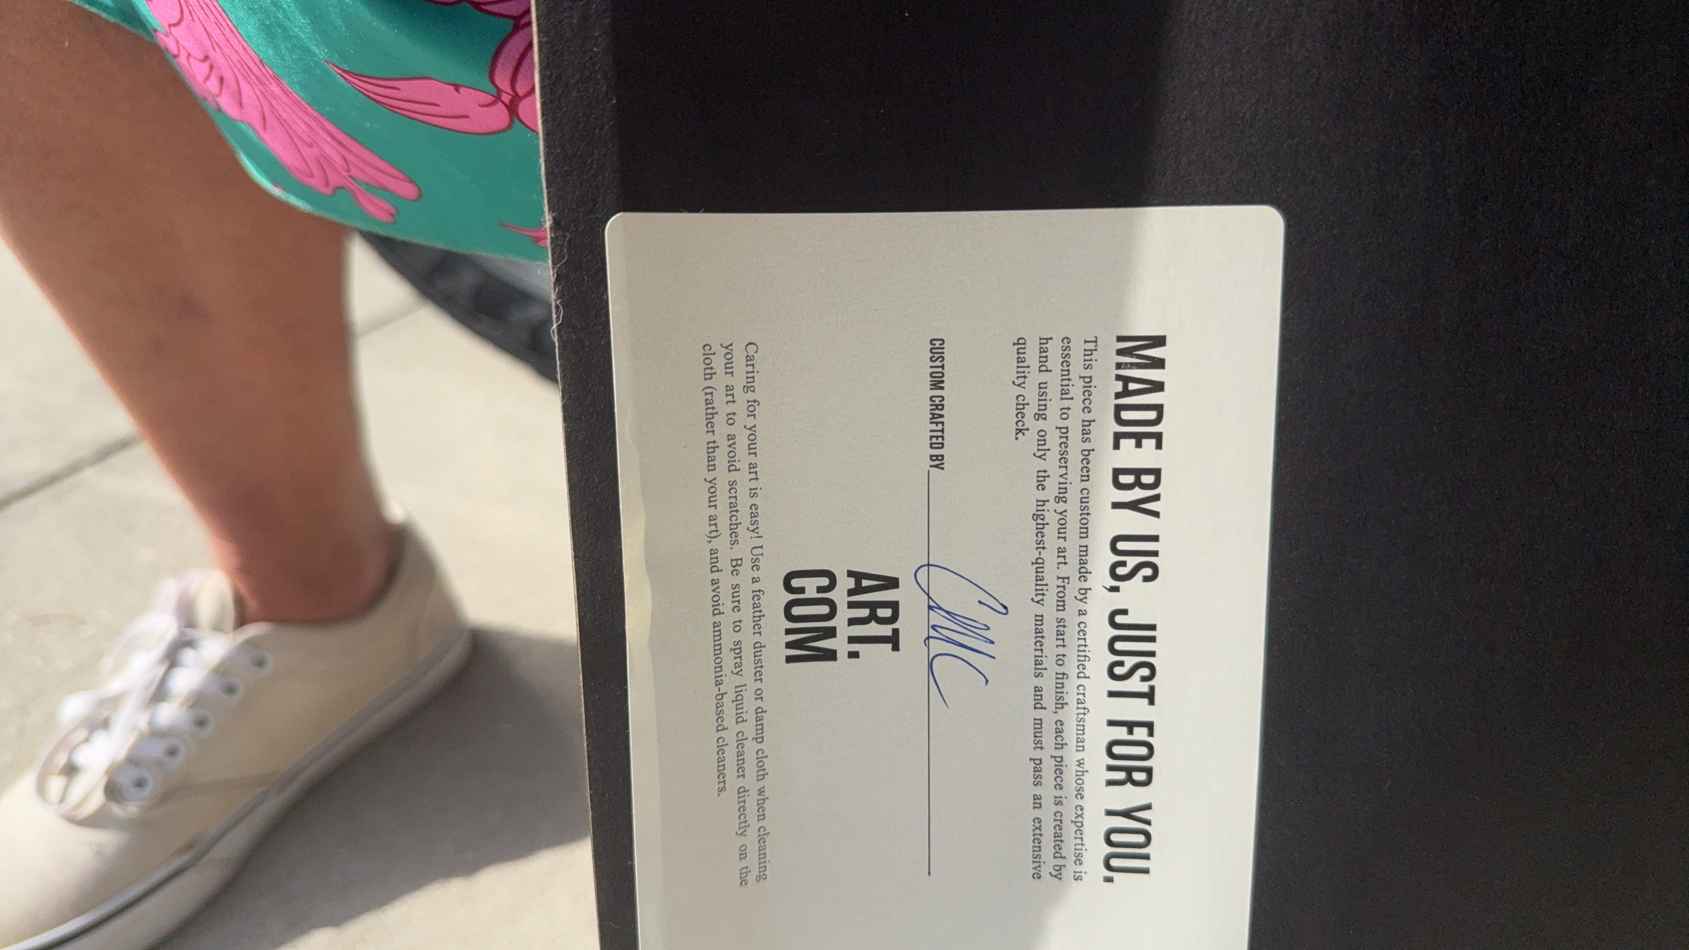 MADE BY US, JUST FOR YOU.
This piece has been custom made by a certified craftsman whose expertise is
essential to preserving your art. From start to finish, each piece is created by
hand using only the highest-quality materials and must pass an extensive
quality check.
CUSTOM CRAFTED BY CMC
ART.
COM
Caring for your art is easy! Use a feather duster or damp cloth when cleaning
your art to avoid scratches. Be sure to spray liquid cleaner directly on the
cloth (rather than your art), and avoid ammonia-based cleaners.